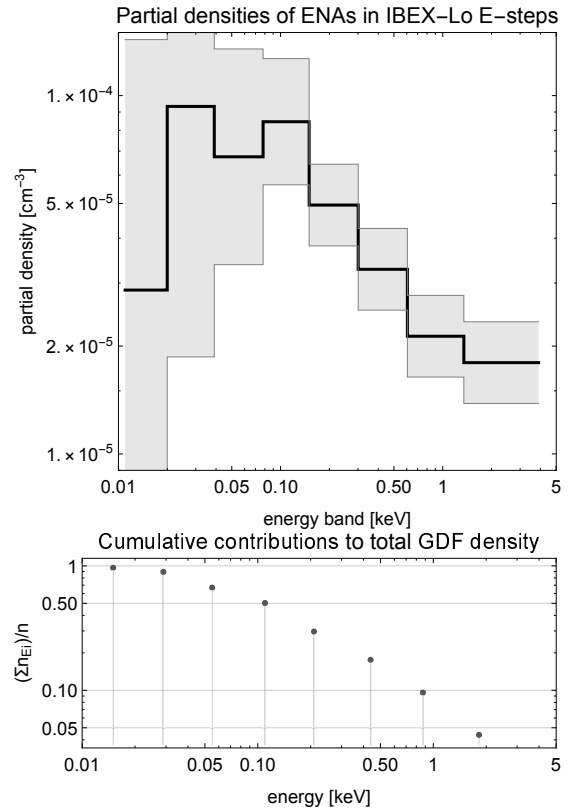 Partial densities of ENAs in IBEX−Lo E−steps
partial density [cm⁻³]
1. × 10⁻⁴
5. × 10⁻⁵
2. × 10⁻⁵
1. × 10⁻⁵
0.01 0.05 0.10 0.50 1 5
energy band [keV]
Cumulative contributions to total GDF density
(Σn_Ei)/n
1
0.50
0.10
0.05
0.01 0.05 0.10 0.50 1 5
energy [keV]